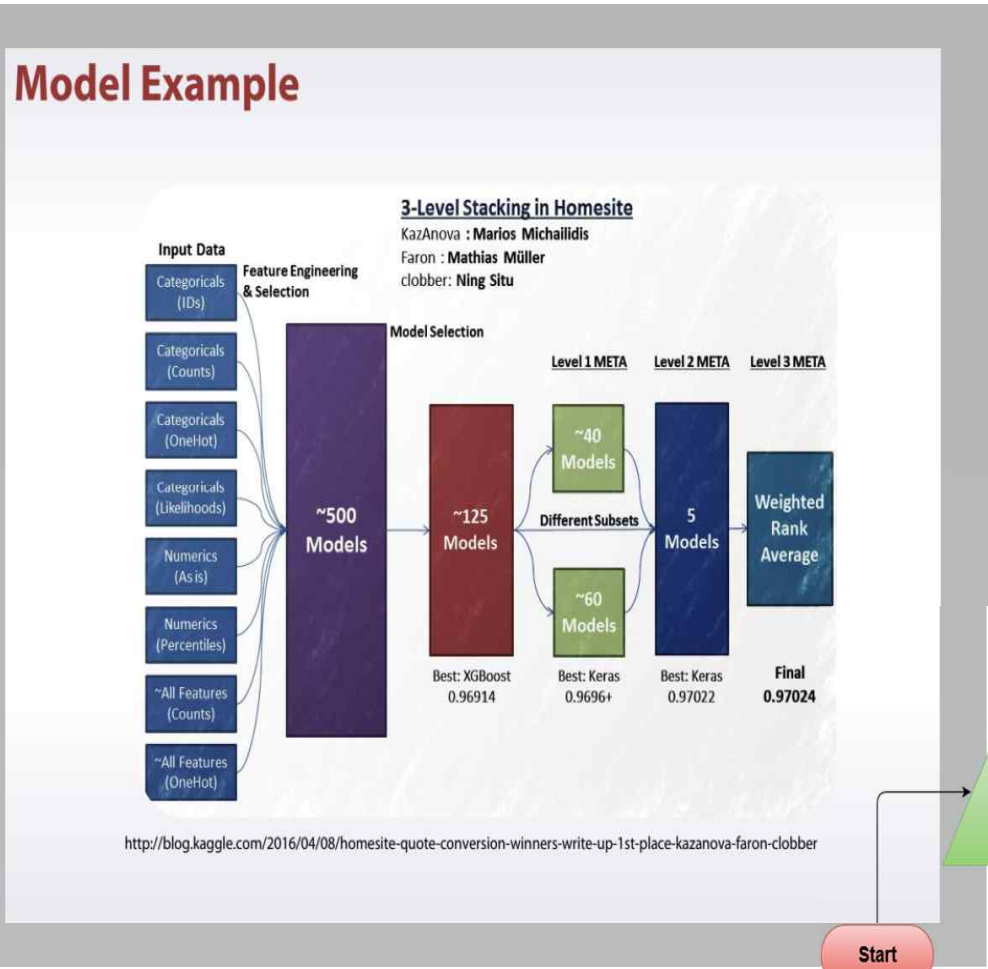 Model Example
3-Level Stacking in Homesite
KazAnova : Marios Michailidis
Faron : Mathias Müller
clobber: Ning Situ
Input Data
Feature Engineering
& Selection
Categoricals
(IDs)
Categoricals
(Counts)
Categoricals
(OneHot)
Categoricals
(Likelihoods)
Numerics
(As is)
Numerics
(Percentiles)
~All Features
(Counts)
~All Features
(OneHot)
~500
Models
Model Selection
~125
Models
Best: XGBoost
0.96914
Level 1 META
~40
Models
Different Subsets
~60
Models
Best: Keras
0.9696+
Level 2 META
5
Models
Best: Keras
0.97022
Level 3 META
Weighted
Rank
Average
Final
0.97024
http://blog.kaggle.com/2016/04/08/homesite-quote-conversion-winners-write-up-1st-place-kazanova-faron-clobber
Start